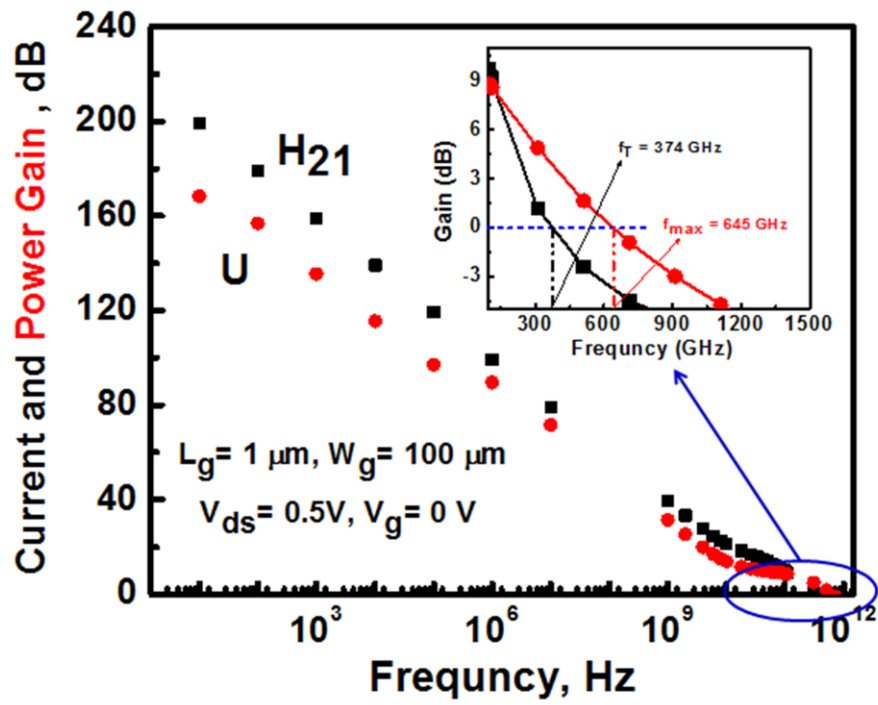 Current and Power Gain , dB
240
200
160
120
80
40
0
H21
U
Lg= 1 μm, Wg= 100 μm
Vds= 0.5V, Vg= 0 V
10^3
10^6
10^9
10^12
Frequncy, Hz
Gain (dB)
9
6
3
0
-3
fT = 374 GHz
fmax = 645 GHz
300
600
900
1200
1500
Frequncy (GHz)